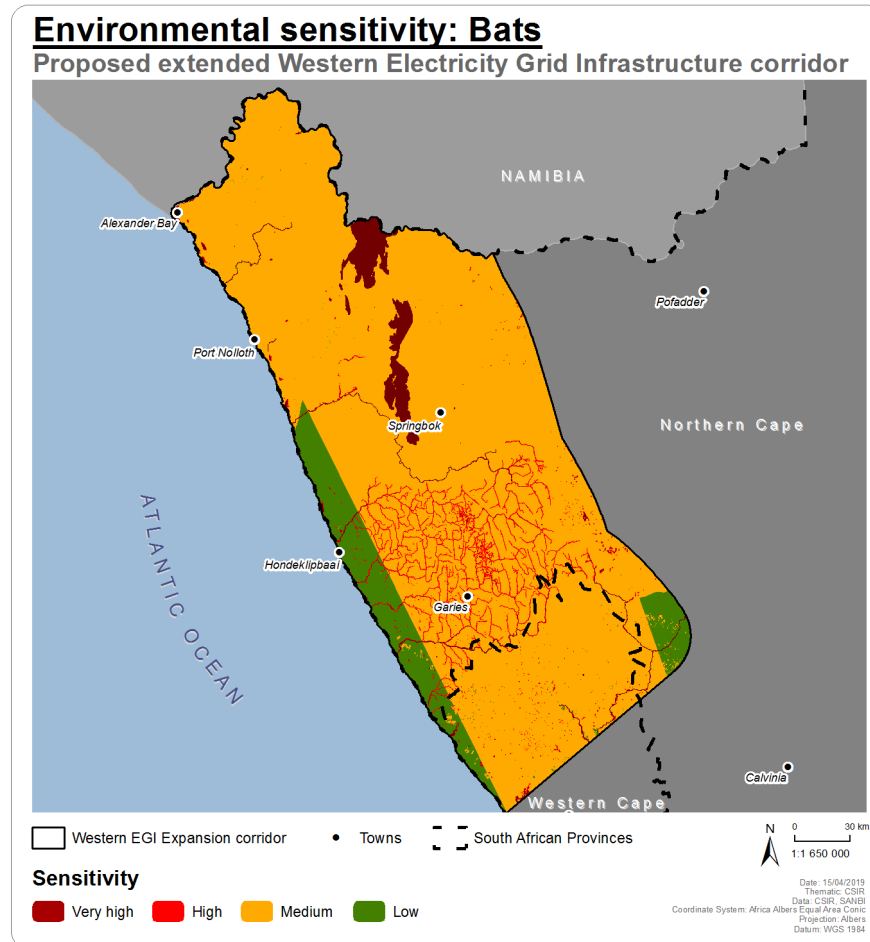 Environmental sensitivity: Bats
Proposed extended Western Electricity Grid Infrastructure corridor
NAMIBIA
Alexander Bay
Pofadder
Port Nolloth
Northern Cape
Springbok
ATLANTIC OCEAN
Hondeklipbaai
Garies
Calvinia
Western Cape
Western EGI Expansion corridor
Towns
South African Provinces
N
0 30 km
1:1 650 000
Sensitivity
Very high
High
Medium
Low
Date: 15/04/2019
Thematic: CSIR
Data: CSIR, SANBI
Coordinate System: Africa Albers Equal Area Conic
Projection: Albers
Datum: WGS 1984